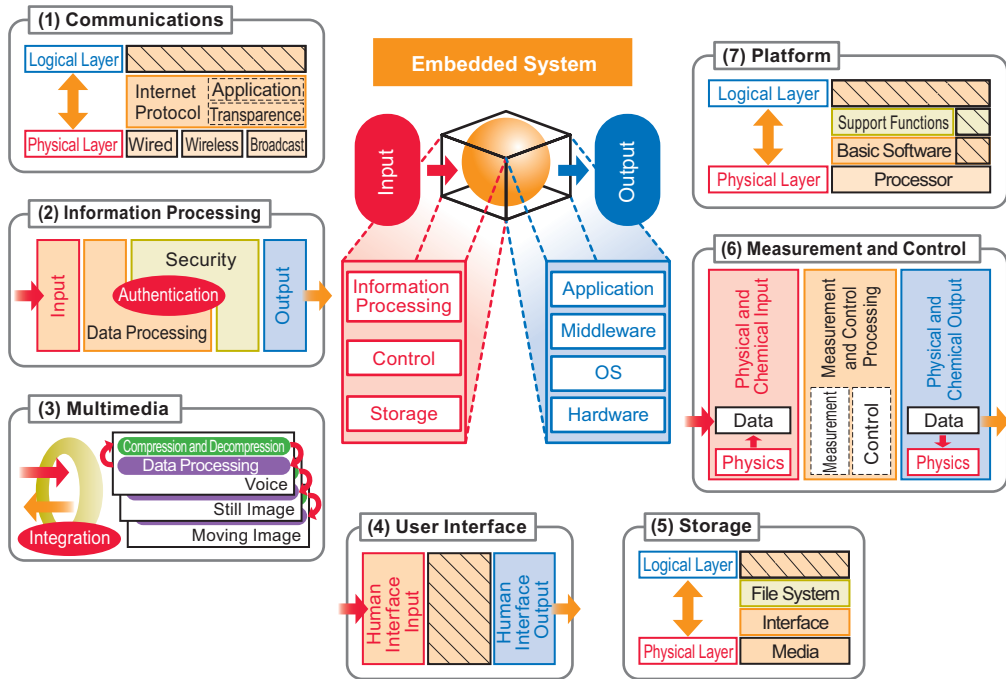 (1) Communications
Logical Layer
Internet
Protocol
Application
Transparence
Physical Layer
Wired
Wireless
Broadcast
Embedded System
Input
Output
Information
Processing
Control
Storage
Application
Middleware
OS
Hardware
(7) Platform
Logical Layer
Support Functions
Basic Software
Physical Layer
Processor
(2) Information Processing
Input
Security
Authentication
Data Processing
Output
(6) Measurement and Control
Physical and
Chemical Input
Data
Physics
Measurement
and Control
Processing
Measurement
Control
Physical and
Chemical Output
Data
Physics
(3) Multimedia
Compression and Decompression
Data Processing
Voice
Still Image
Moving Image
Integration
(4) User Interface
Human
Interface
Input
Human
Interface
Output
(5) Storage
Logical Layer
File System
Interface
Physical Layer
Media